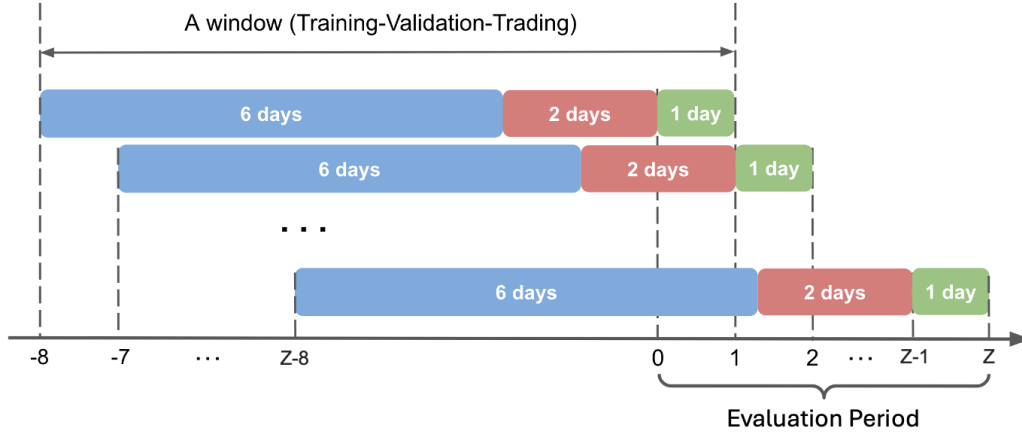 A window (Training-Validation-Trading)
6 days 2 days 1 day
6 days 2 days 1 day
...
6 days 2 days 1 day
-8 -7 ... Z-8 0 1 2 ... Z-1 Z
Evaluation Period